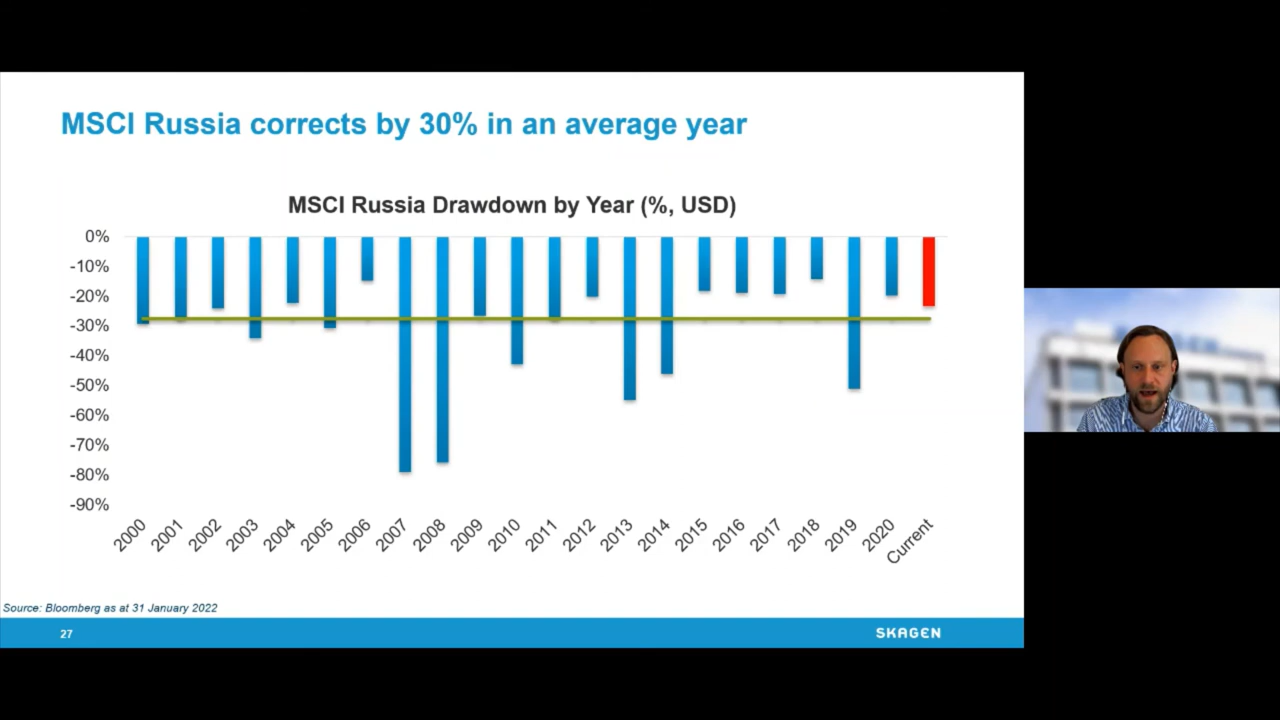 MSCI Russia corrects by 30% in an average year
MSCI Russia Drawdown by Year (%, USD)
0%
-10%
-20%
-30%
-40%
-50%
-60%
-70%
-80%
-90%
2000 2001 2002 2003 2004 2005 2006 2007 2008 2009 2010 2011 2012 2013 2014 2015 2016 2017 2018 2019 2020 Current
Source: Bloomberg as at 31 January 2022
27
SKAGEN